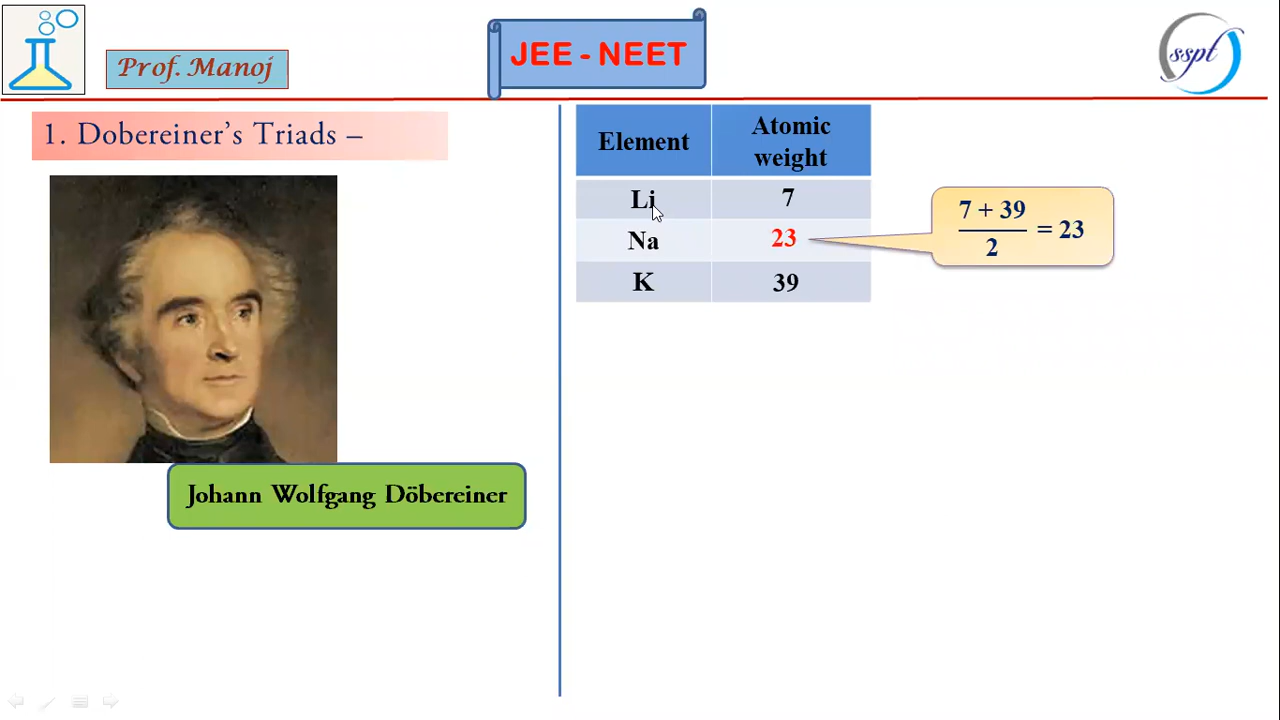 Prof. Manoj
JEE - NEET
sspt
1. Dobereiner's Triads –
Johann Wolfgang Döbereiner
Element Atomic weight
Li 7
Na 23
K 39
7 + 39
2
= 23